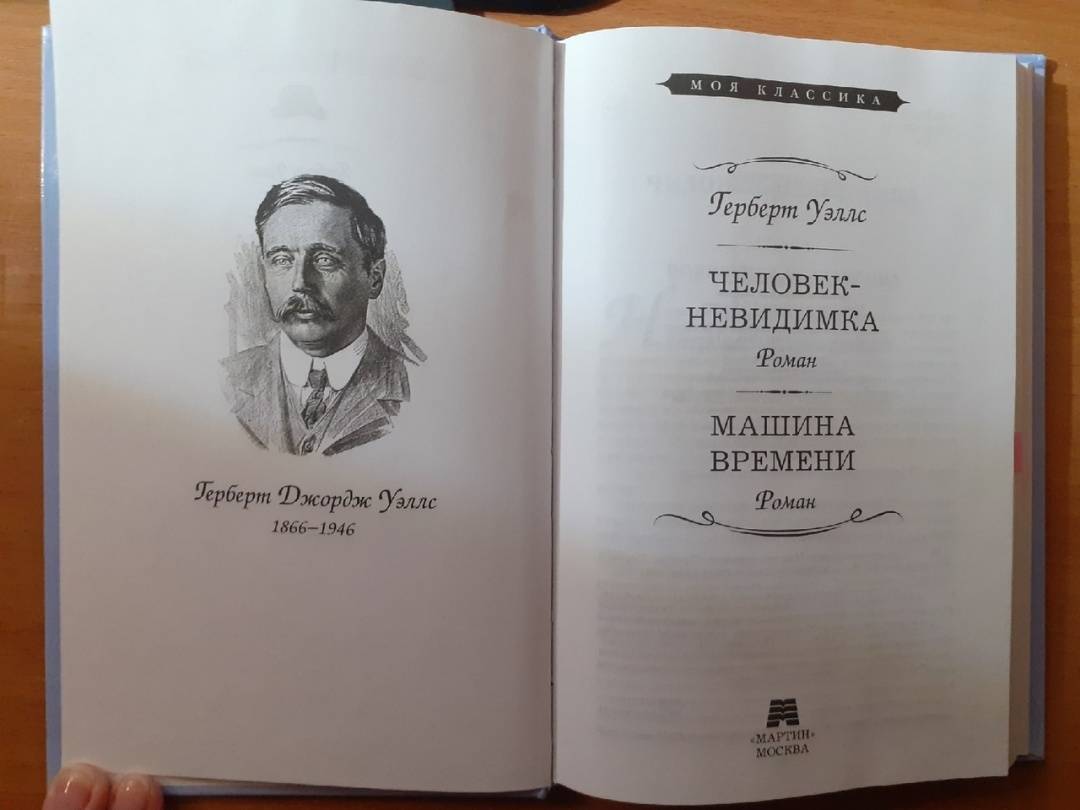 Герберт Джордж Уэллс
1866–1946
МОЯ КЛАССИКА
Герберт Уэллс
ЧЕЛОВЕК-
НЕВИДИМКА
Роман
МАШИНА
ВРЕМЕНИ
Роман
«МАРТИН»
МОСКВА